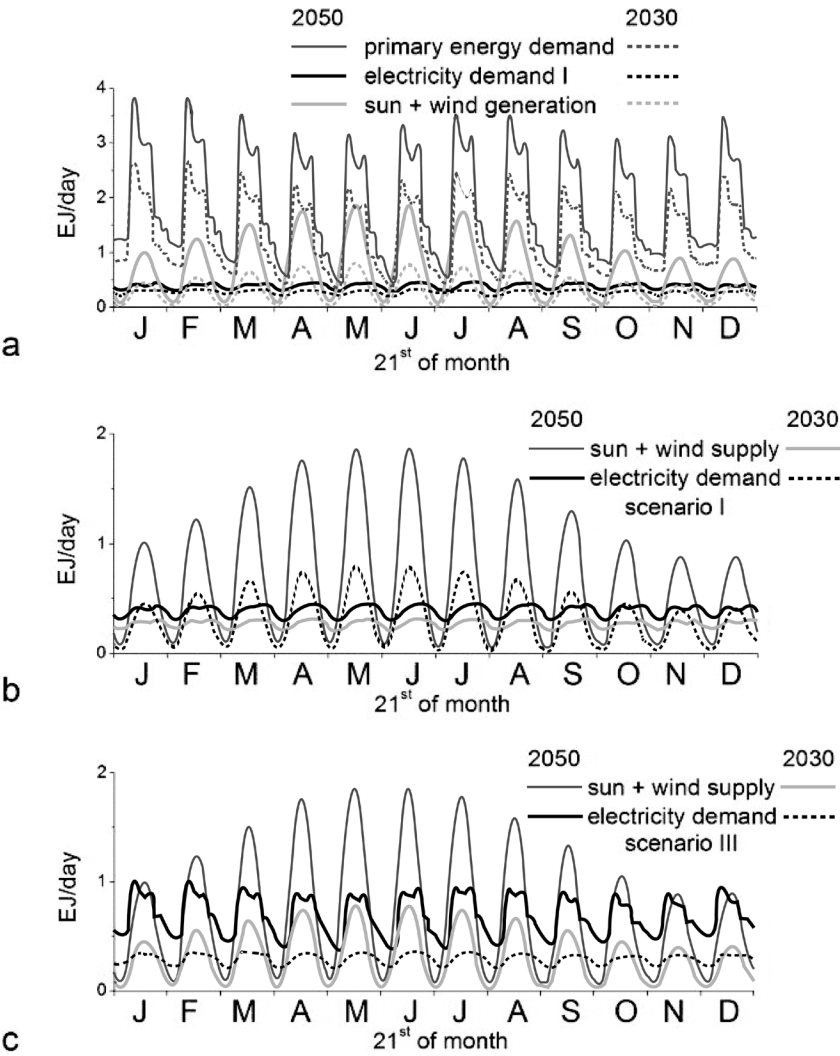 2050 2030
primary energy demand
electricity demand I
sun + wind generation
4
3
2
1
0
EJ/day
J F M A M J J A S O N D
21st of month
a
2050 2030
sun + wind supply
electricity demand
scenario I
2
1
0
EJ/day
J F M A M J J A S O N D
21st of month
b
2050 2030
sun + wind supply
electricity demand
scenario III
2
1
0
EJ/day
J F M A M J J A S O N D
21st of month
c